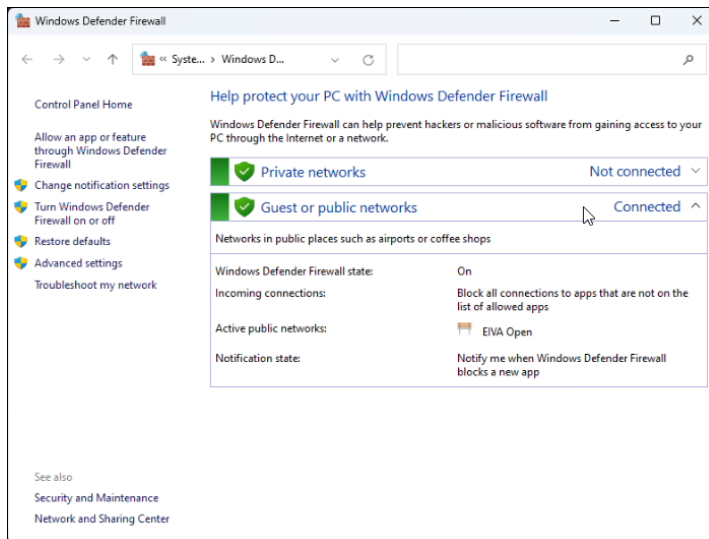 Windows Defender Firewall
« Syste... › Windows D...
Control Panel Home
Allow an app or feature
through Windows Defender
Firewall
Change notification settings
Turn Windows Defender
Firewall on or off
Restore defaults
Advanced settings
Troubleshoot my network
Help protect your PC with Windows Defender Firewall
Windows Defender Firewall can help prevent hackers or malicious software from gaining access to your
PC through the Internet or a network.
Private networks Not connected
Guest or public networks Connected
Networks in public places such as airports or coffee shops
Windows Defender Firewall state: On
Incoming connections: Block all connections to apps that are not on the
list of allowed apps
Active public networks: EIVA Open
Notification state: Notify me when Windows Defender Firewall
blocks a new app
See also
Security and Maintenance
Network and Sharing Center